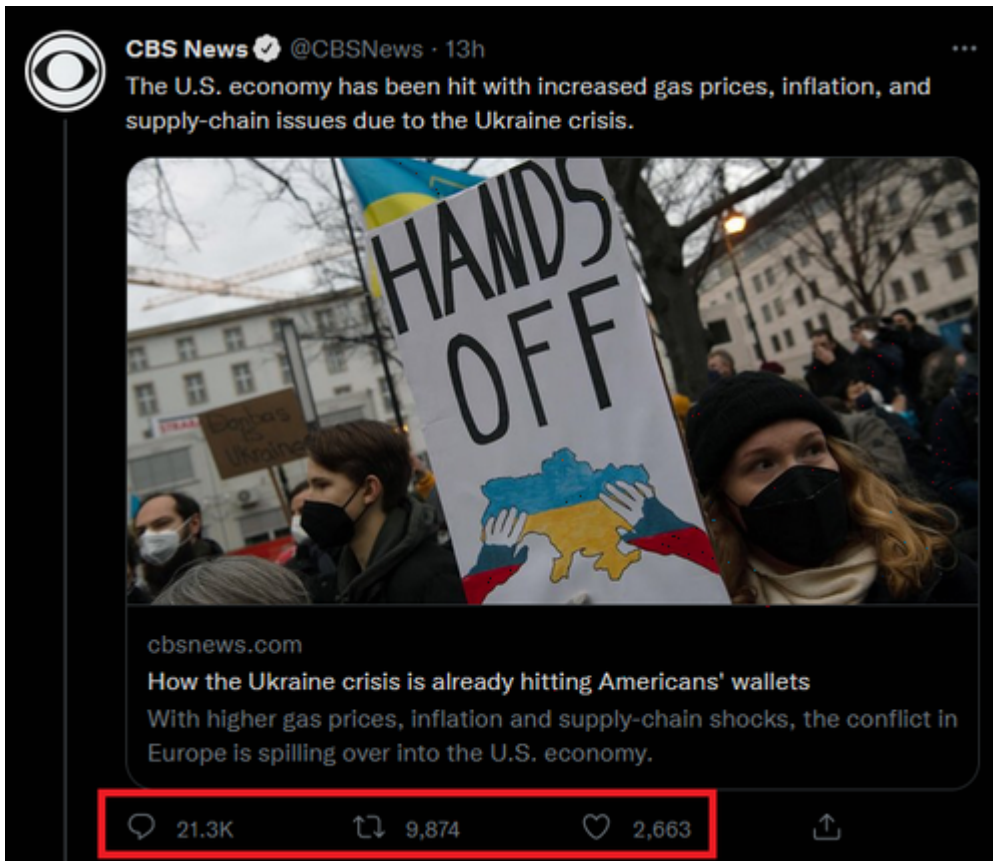 CBS News @CBSNews · 13h
The U.S. economy has been hit with increased gas prices, inflation, and
supply-chain issues due to the Ukraine crisis.
HANDS
OFF
Donbas
is
Ukraine
cbsnews.com
How the Ukraine crisis is already hitting Americans' wallets
With higher gas prices, inflation and supply-chain shocks, the conflict in
Europe is spilling over into the U.S. economy.
21.3K 9,874 2,663